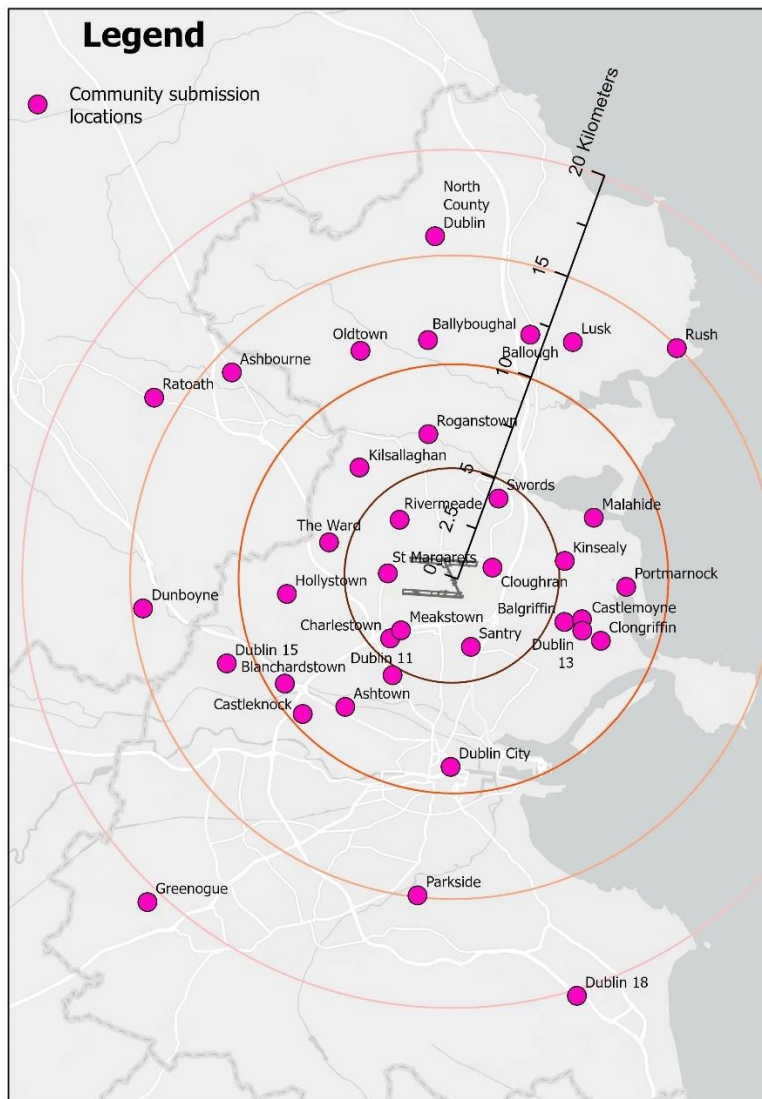 Legend
Community submission
locations
20 Kilometers
North
County
Dublin
15
Ballyboughal
Lusk
Rush
Oldtown
Ballough
Ashbourne
10
Ratoath
Roganstown
Kilsallaghan
5
Swords
Rivermeade
Malahide
2.5
The Ward
Kinsealy
St Margarets
0
Cloughran
Portmarnock
Hollystown
Dunboyne
Meakstown
Balgriffin
Castlemoyne
Charlestown
Santry
Clongriffin
Dublin 11
Dublin
13
Dublin 15
Blanchardstown
Ashtown
Castleknock
Dublin City
Parkside
Greenogue
Dublin 18